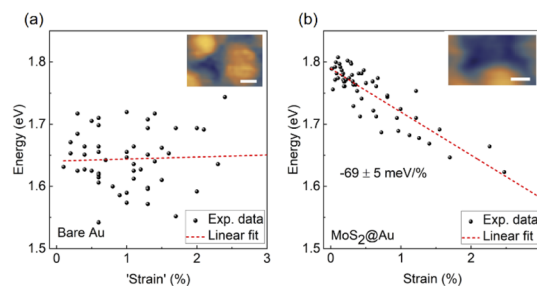 (a)
(b)
1.8
1.7
1.6
1.5
Energy (eV)
Bare Au
Exp. data
Linear fit
0 1 2 3
'Strain' (%)
1.8
1.7
1.6
1.5
Energy (eV)
-69 ± 5 meV/%
MoS2@Au
Exp. data
Linear fit
0 1 2
Strain (%)